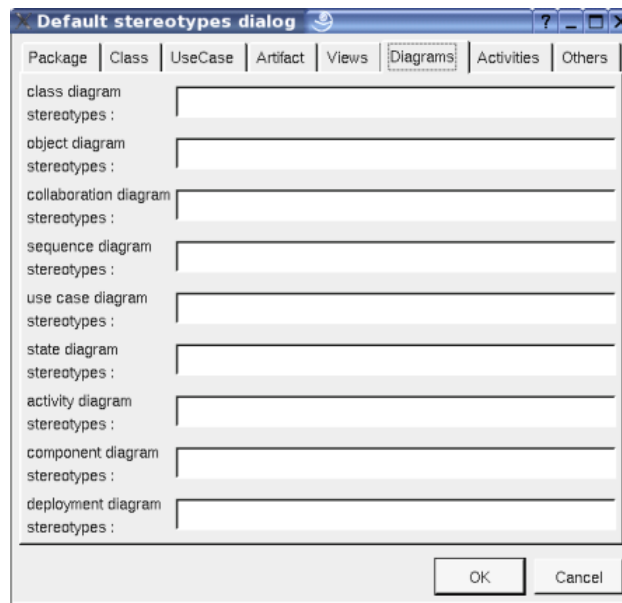 Default stereotypes dialog
Package Class UseCase Artifact Views Diagrams Activities Others
class diagram
stereotypes :
object diagram
stereotypes :
collaboration diagram
stereotypes :
sequence diagram
stereotypes :
use case diagram
stereotypes :
state diagram
stereotypes :
activity diagram
stereotypes :
component diagram
stereotypes :
deployment diagram
stereotypes :
OK Cancel